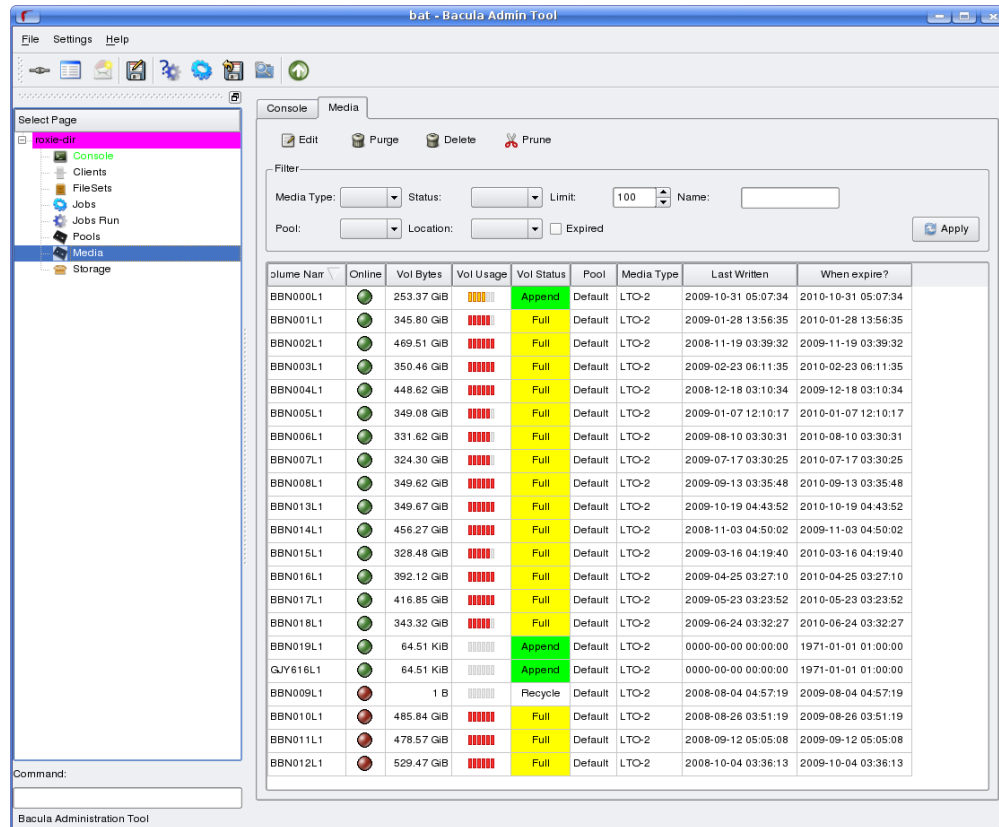 bat - Bacula Admin Tool
File Settings Help
Select Page
roxie-dir
Console
Clients
FileSets
Jobs
Jobs Run
Pools
Media
Storage
Command:
Bacula Administration Tool
Console Media
Edit Purge Delete Prune
Filter
Media Type: Status: Limit: 100 Name:
Pool: Location: Expired Apply
olume Nam Online Vol Bytes Vol Usage Vol Status Pool Media Type Last Written When expire?
BBN000L1 253.37 GiB Append Default LTO-2 2009-10-31 05:07:34 2010-10-31 05:07:34
BBN001L1 345.80 GiB Full Default LTO-2 2009-01-28 13:56:35 2010-01-28 13:56:35
BBN002L1 469.51 GiB Full Default LTO-2 2008-11-19 03:39:32 2009-11-19 03:39:32
BBN003L1 350.46 GiB Full Default LTO-2 2009-02-23 06:11:35 2010-02-23 06:11:35
BBN004L1 448.62 GiB Full Default LTO-2 2008-12-18 03:10:34 2009-12-18 03:10:34
BBN005L1 349.08 GiB Full Default LTO-2 2009-01-07 12:10:17 2010-01-07 12:10:17
BBN006L1 331.62 GiB Full Default LTO-2 2009-08-10 03:30:31 2010-08-10 03:30:31
BBN007L1 324.30 GiB Full Default LTO-2 2009-07-17 03:30:25 2010-07-17 03:30:25
BBN008L1 349.62 GiB Full Default LTO-2 2009-09-13 03:35:48 2010-09-13 03:35:48
BBN013L1 349.67 GiB Full Default LTO-2 2009-10-19 04:43:52 2010-10-19 04:43:52
BBN014L1 456.27 GiB Full Default LTO-2 2008-11-03 04:50:02 2009-11-03 04:50:02
BBN015L1 328.48 GiB Full Default LTO-2 2009-03-16 04:19:40 2010-03-16 04:19:40
BBN016L1 392.12 GiB Full Default LTO-2 2009-04-25 03:27:10 2010-04-25 03:27:10
BBN017L1 416.85 GiB Full Default LTO-2 2009-05-23 03:23:52 2010-05-23 03:23:52
BBN018L1 343.32 GiB Full Default LTO-2 2009-06-24 03:32:27 2010-06-24 03:32:27
BBN019L1 64.51 KiB Append Default LTO-2 0000-00-00 00:00:00 1971-01-01 01:00:00
GJY616L1 64.51 KiB Append Default LTO-2 0000-00-00 00:00:00 1971-01-01 01:00:00
BBN009L1 1 B Recycle Default LTO-2 2008-08-04 04:57:19 2009-08-04 04:57:19
BBN010L1 485.84 GiB Full Default LTO-2 2008-08-26 03:51:19 2009-08-26 03:51:19
BBN011L1 478.57 GiB Full Default LTO-2 2008-09-12 05:05:08 2009-09-12 05:05:08
BBN012L1 529.47 GiB Full Default LTO-2 2008-10-04 03:36:13 2009-10-04 03:36:13